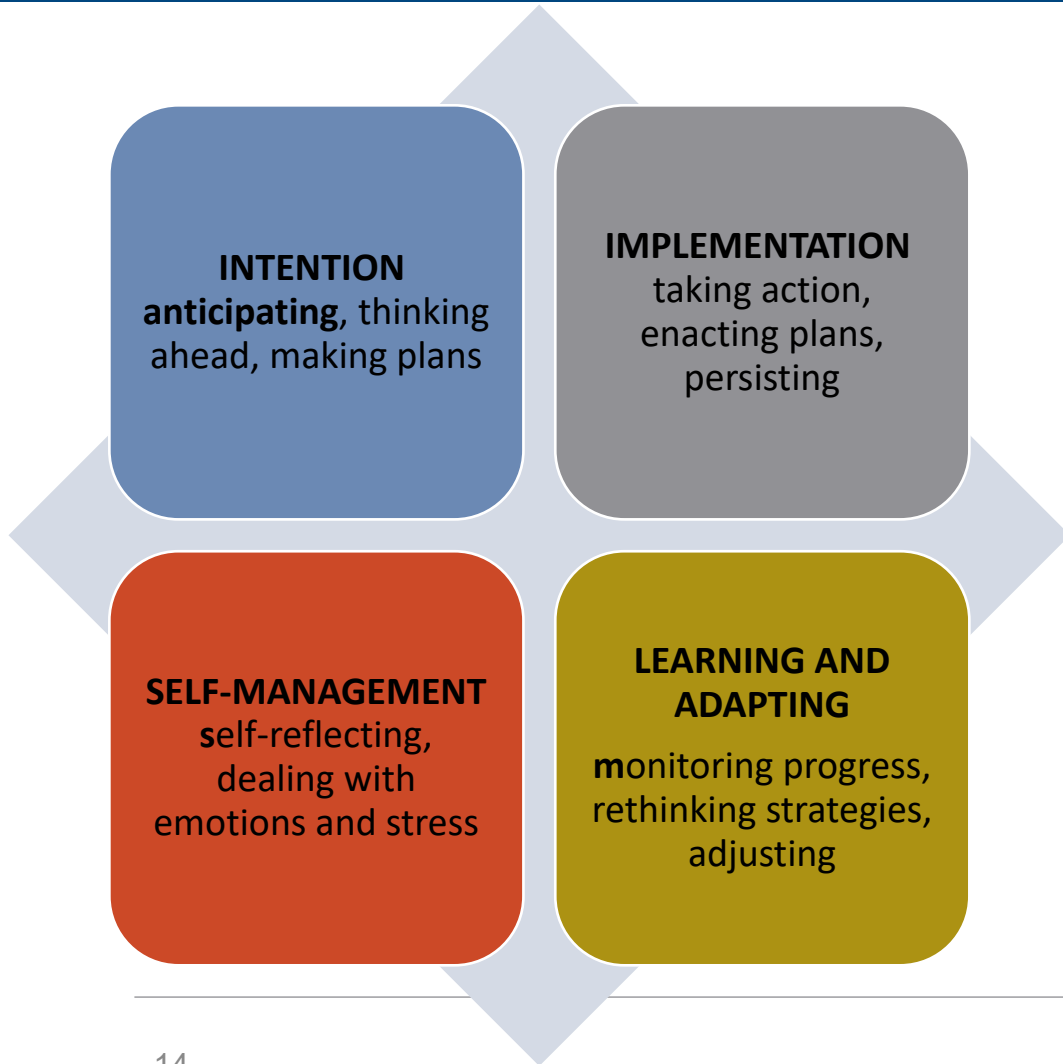 INTENTION
anticipating, thinking
ahead, making plans
IMPLEMENTATION
taking action,
enacting plans,
persisting
SELF-MANAGEMENT
self-reflecting,
dealing with
emotions and stress
LEARNING AND
ADAPTING
monitoring progress,
rethinking strategies,
adjusting
14